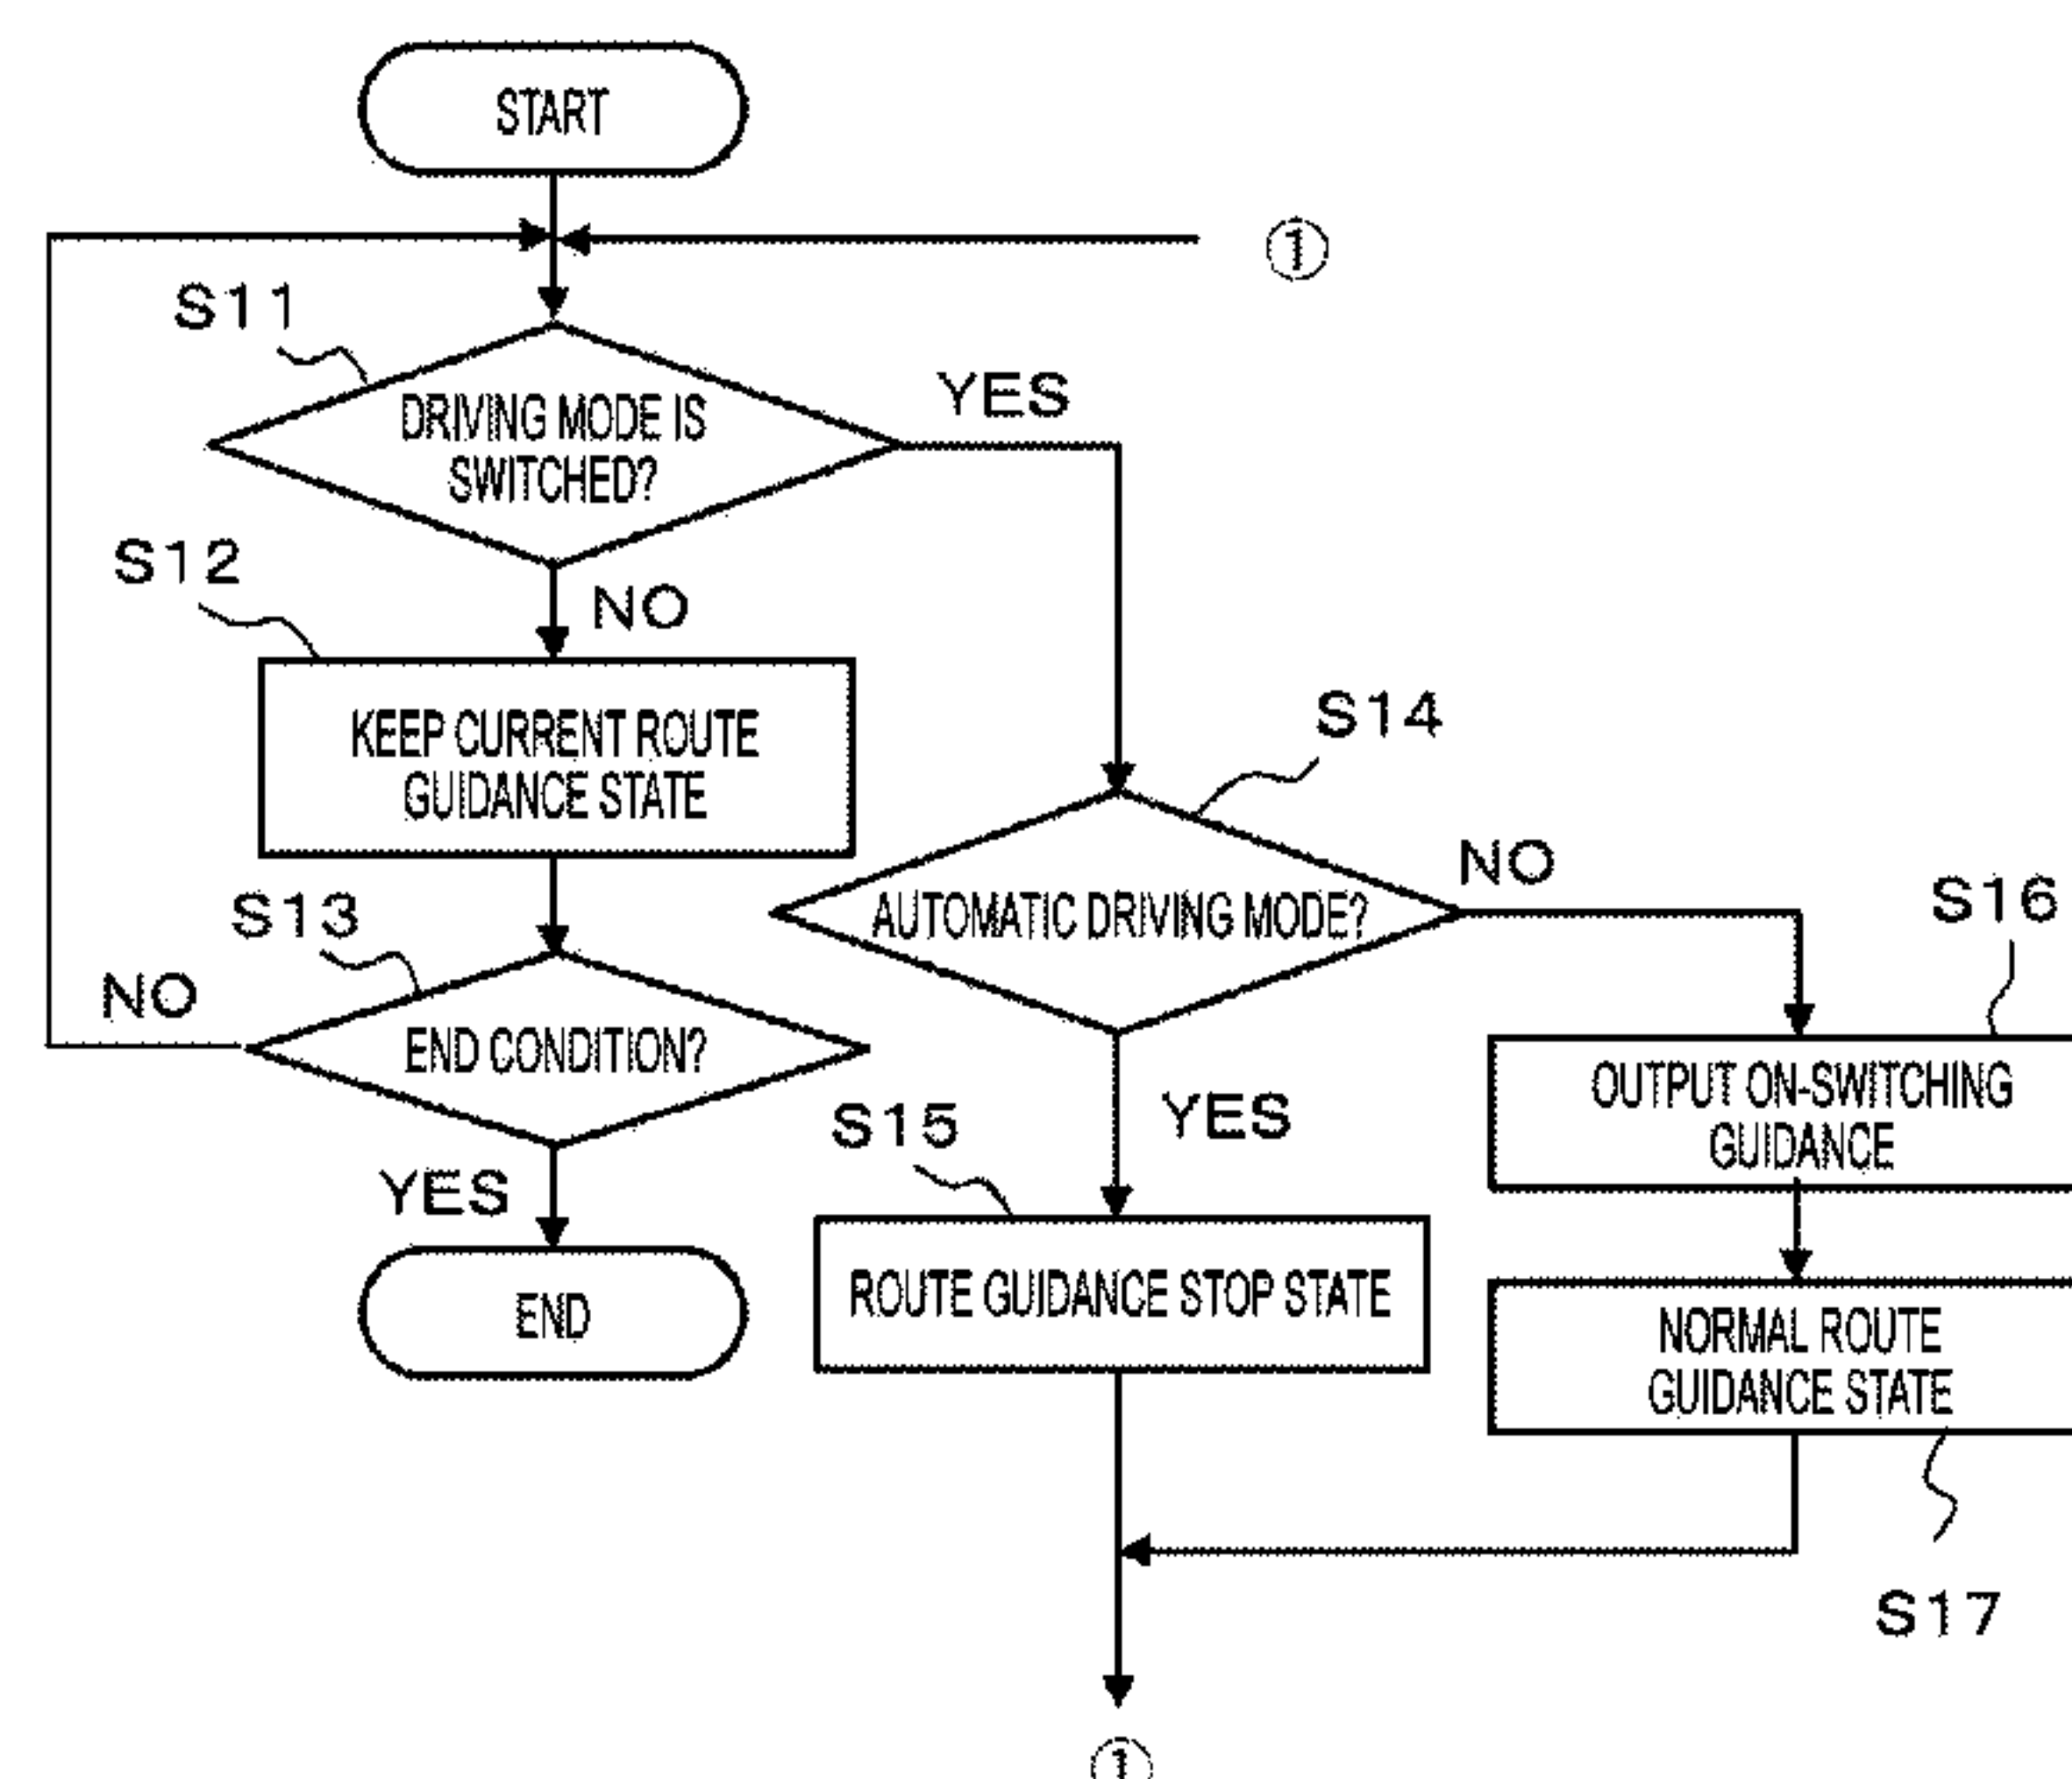 START
①
S11
YES
DRIVING MODE IS
SWITCHED?
S12
NO
KEEP CURRENT ROUTE
GUIDANCE STATE
S14
S13
NO
NO
AUTOMATIC DRIVING MODE?
S16
END CONDITION?
OUTPUT ON-SWITCHING
GUIDANCE
S15
YES
YES
ROUTE GUIDANCE STOP STATE
END
NORMAL ROUTE
GUIDANCE STATE
S17
①